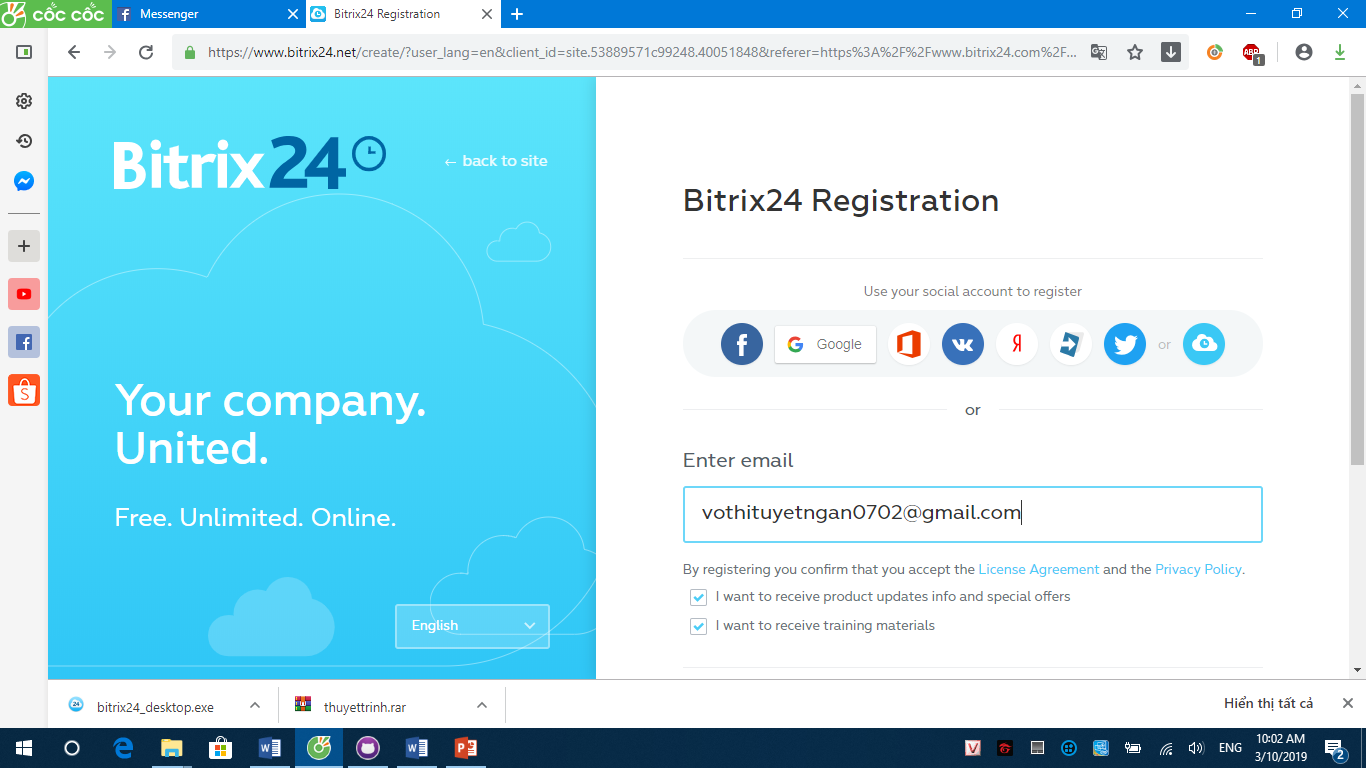 cốc cốc
Messenger
Bitrix24 Registration
https://www.bitrix24.net/create/?user_lang=en&client_id=site.53889571c99248.40051848&referer=https%3A%2F%2Fwww.bitrix24.com%2F...
ABP
1
Bitrix24
← back to site
Bitrix24 Registration
Use your social account to register
Google
or
or
Your company.
United.
Enter email
vothituyetngan0702@gmail.com
Free. Unlimited. Online.
By registering you confirm that you accept the License Agreement and the Privacy Policy.
I want to receive product updates info and special offers
English
I want to receive training materials
24
bitrix24_desktop.exe
thuyettrinh.rar
Hiển thị tất cả
ENG
10:02 AM
3/10/2019
2